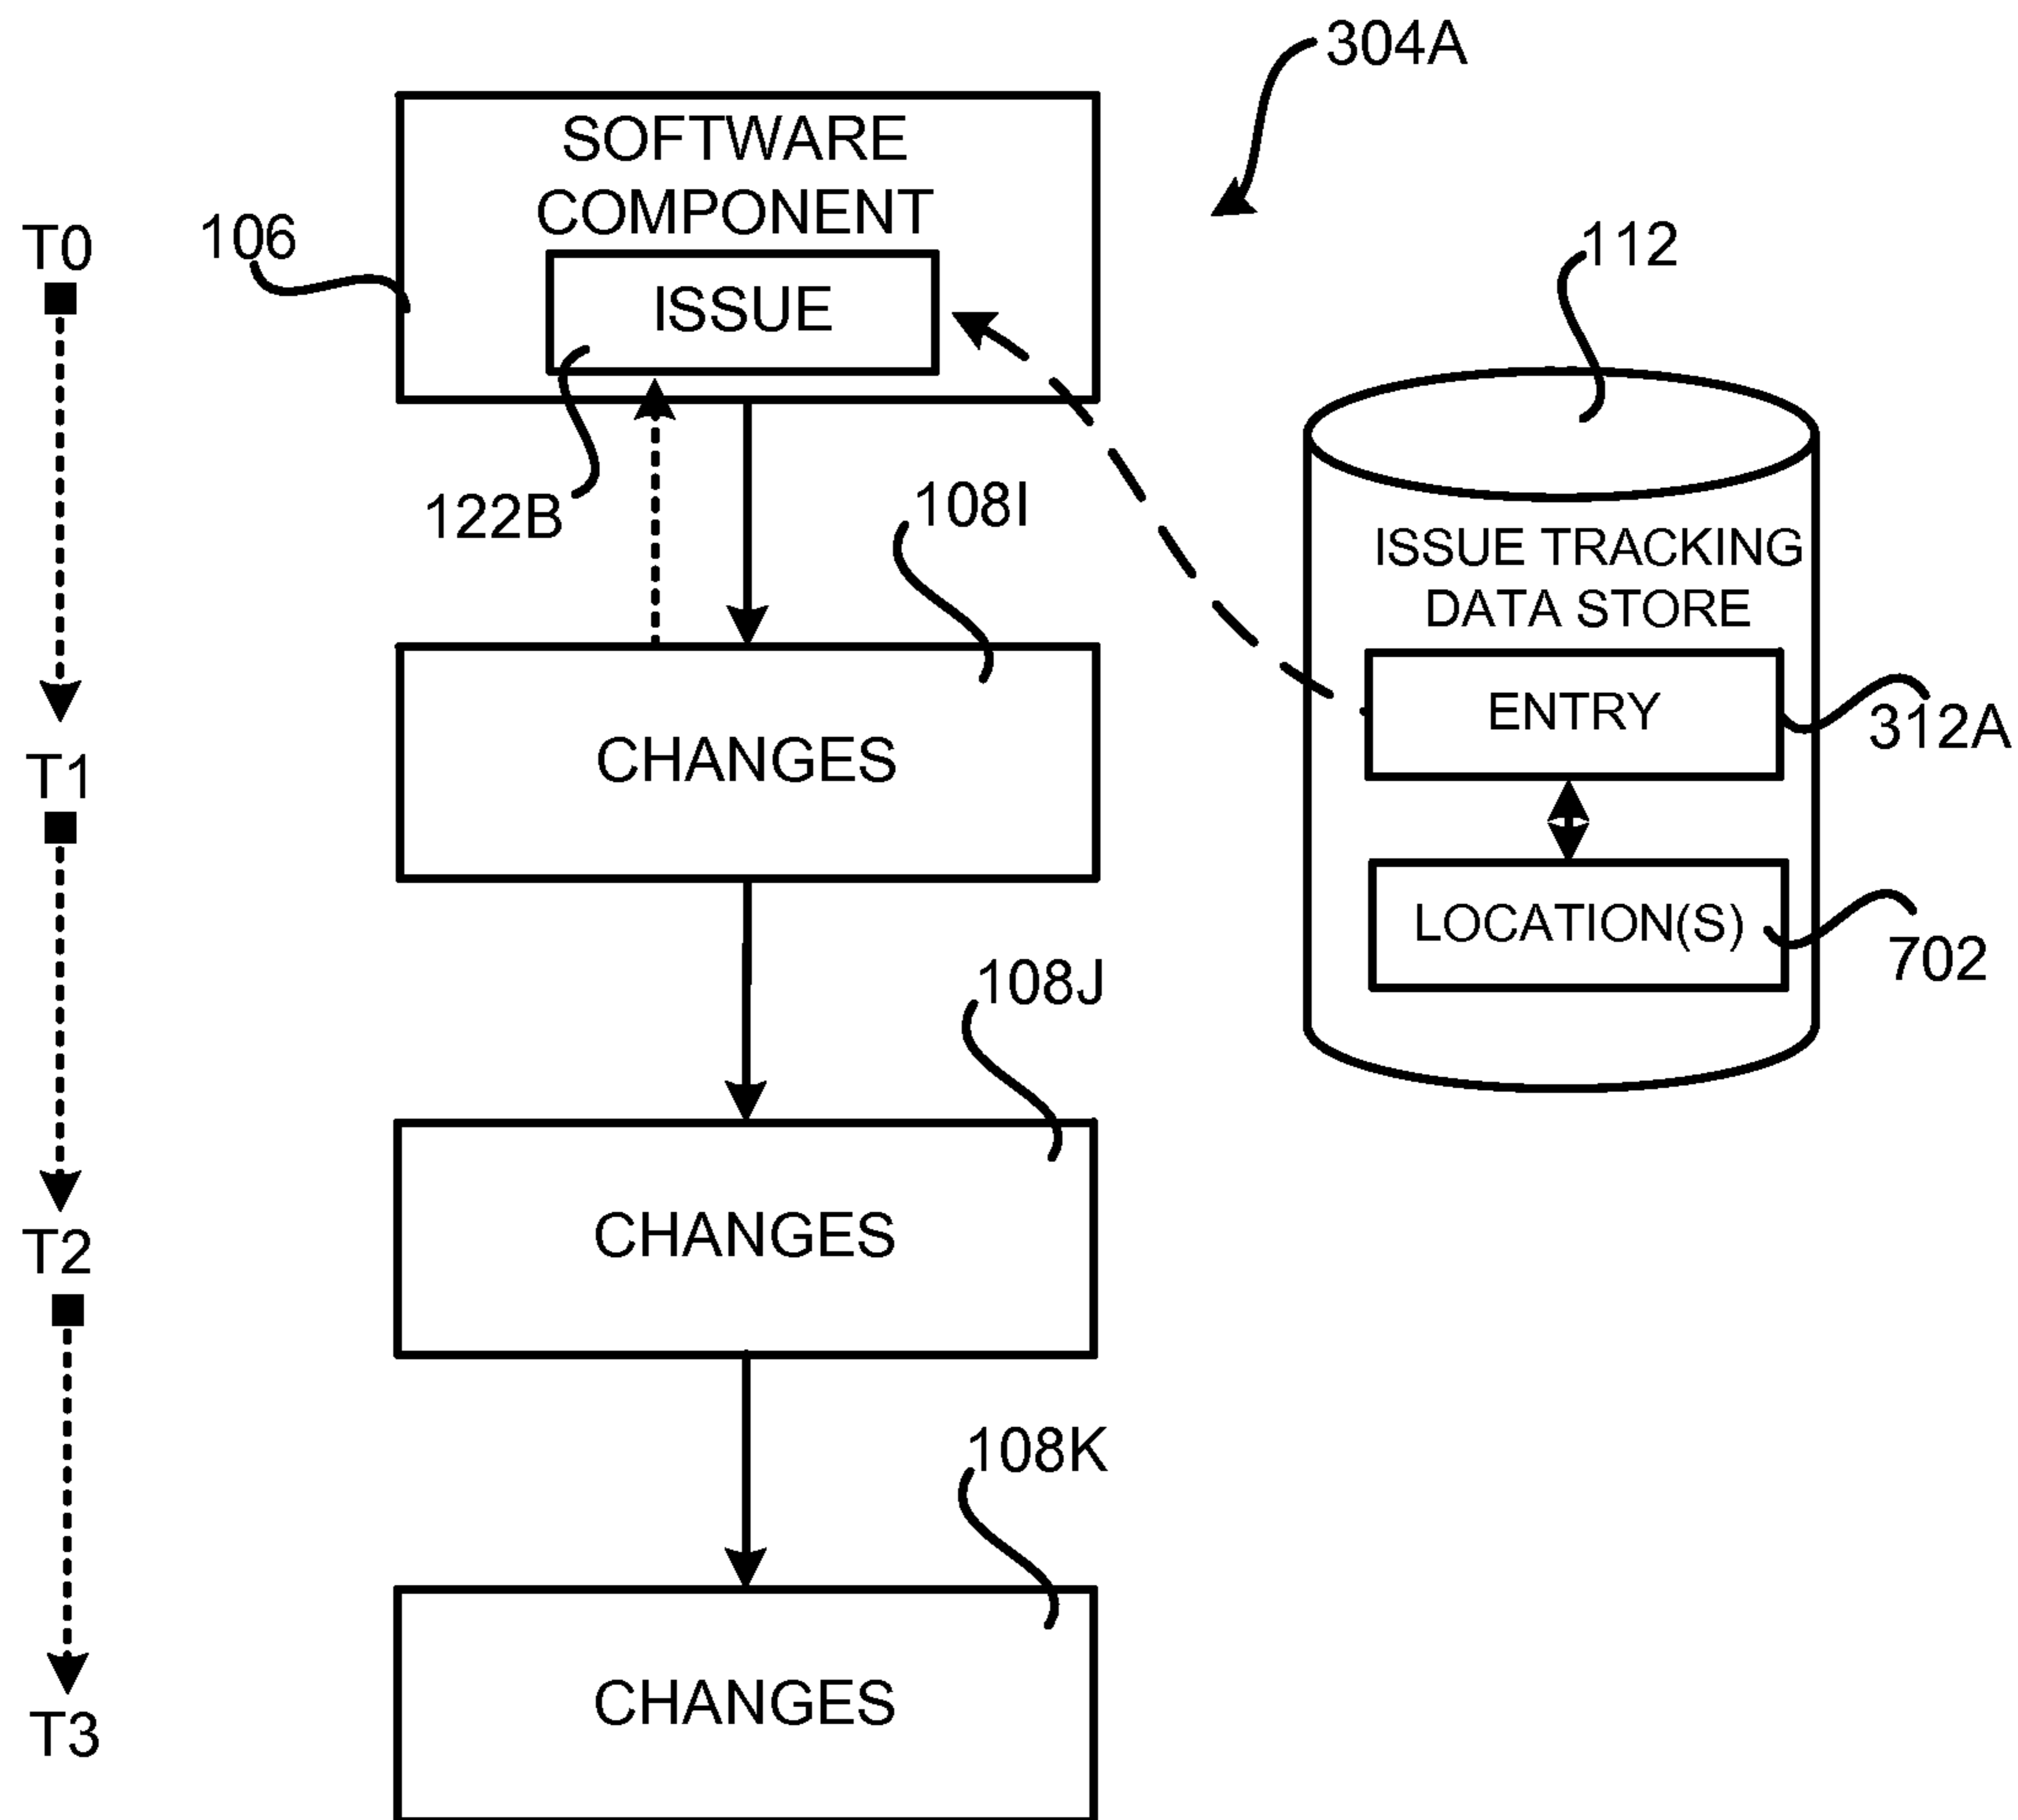 304A
SOFTWARE
COMPONENT
T0
106
112
ISSUE
122B
108I
ISSUE TRACKING
DATA STORE
ENTRY
312A
T1
CHANGES
LOCATION(S)
702
108J
T2
CHANGES
108K
T3
CHANGES